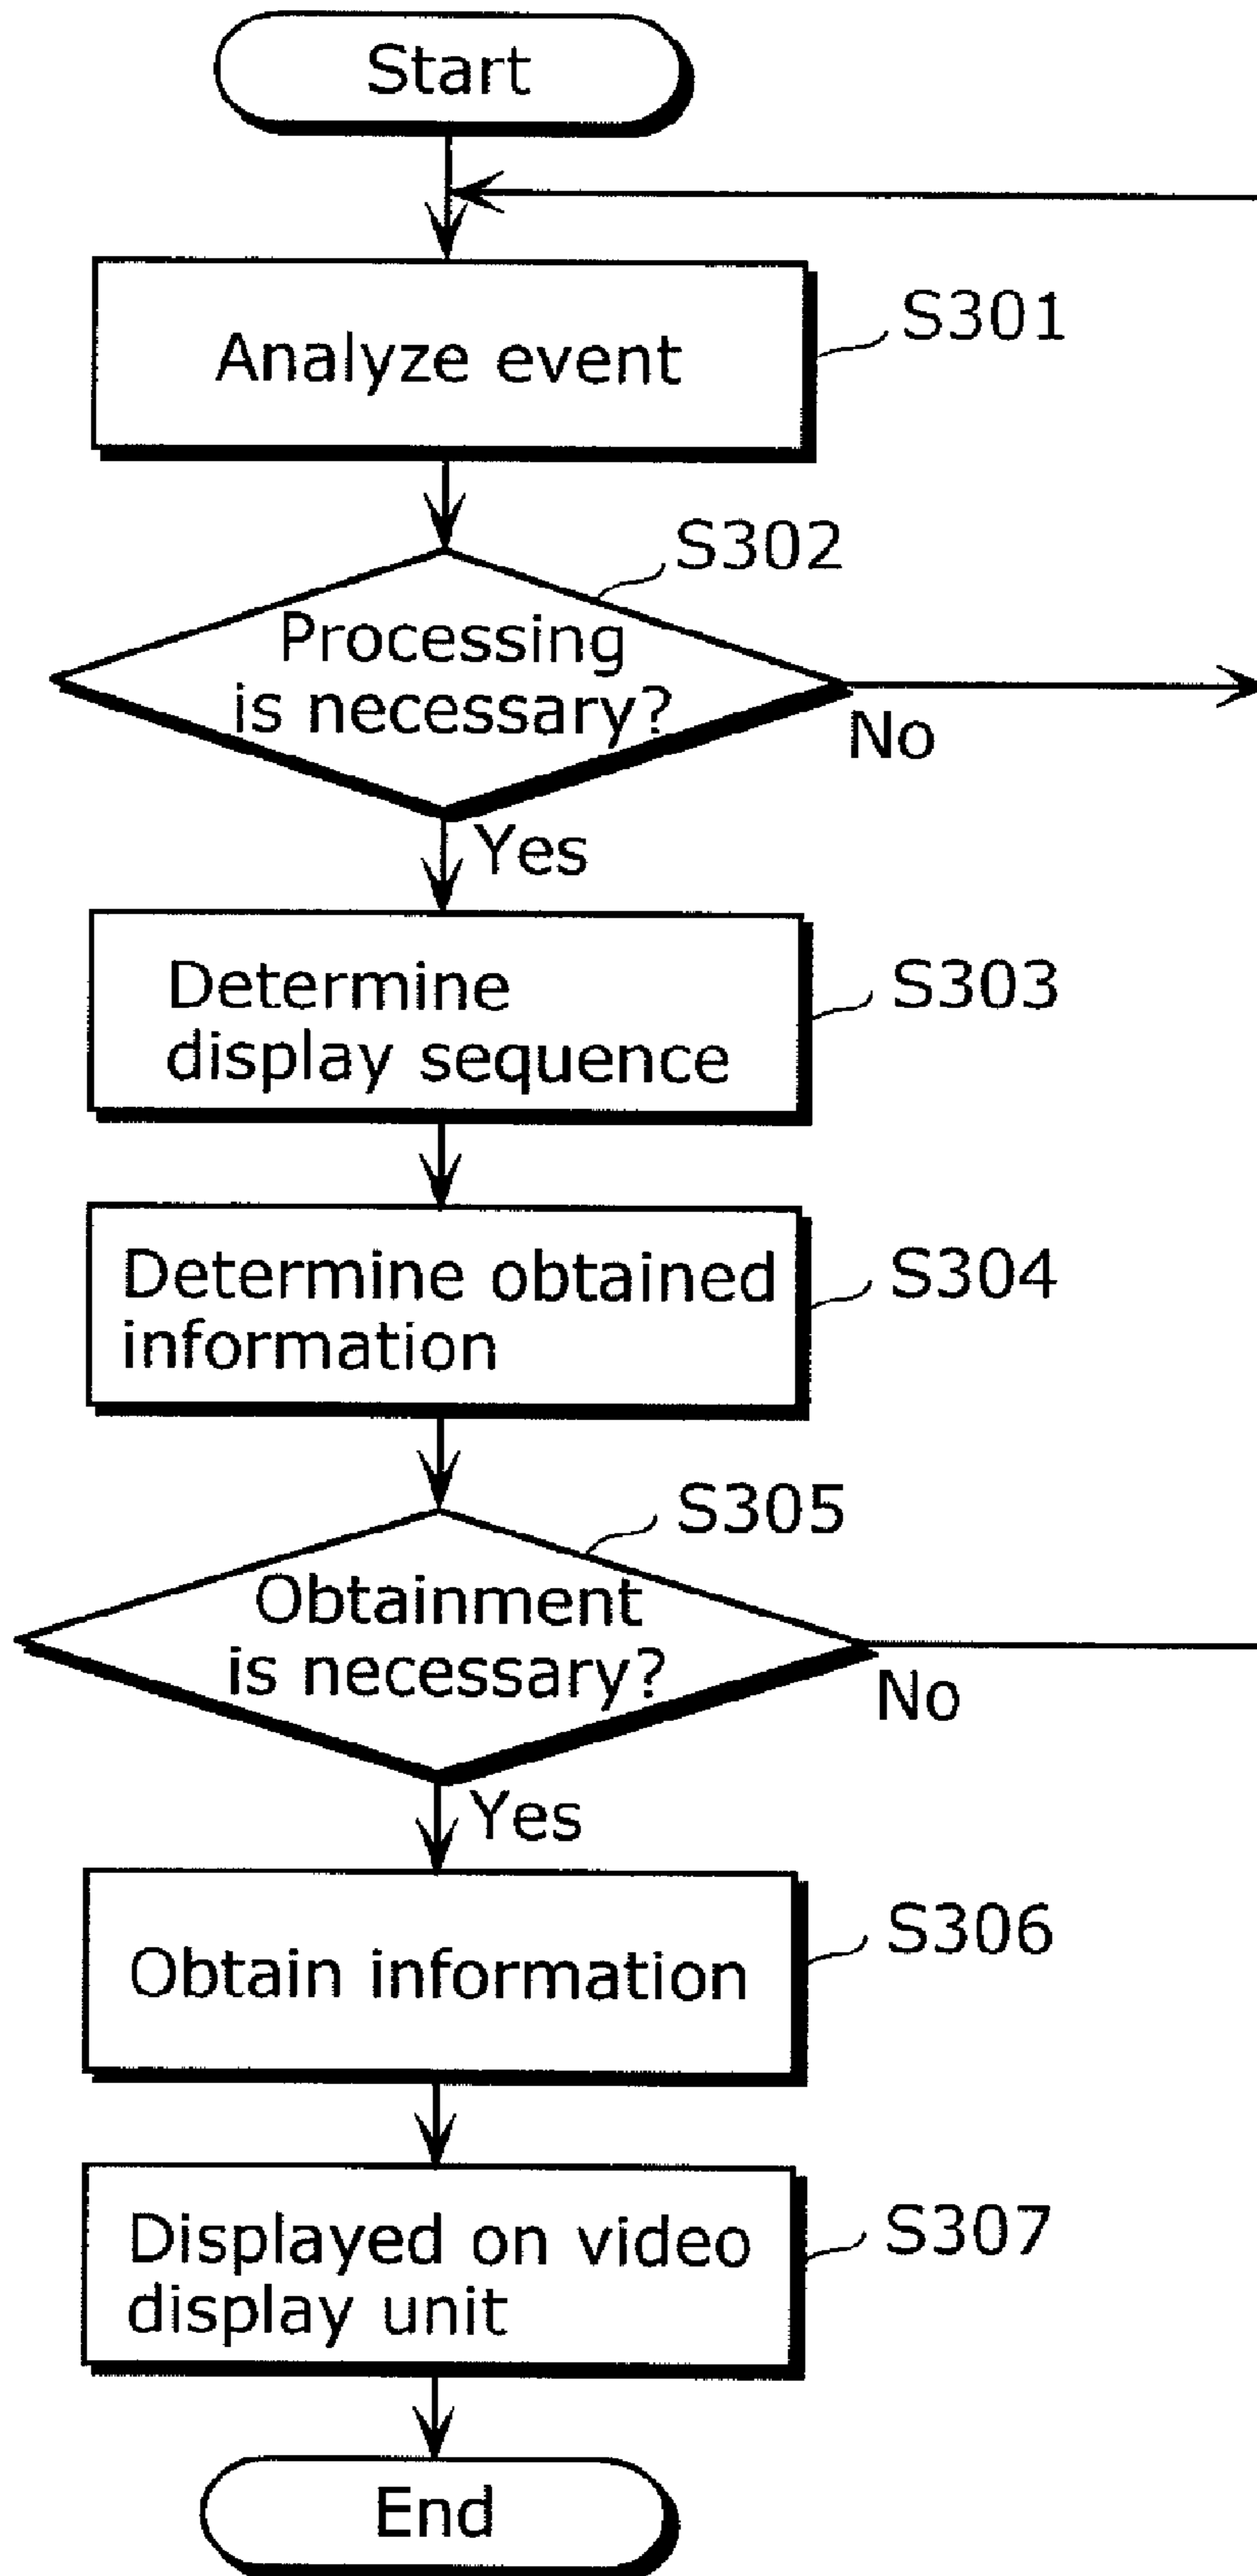 Start
Analyze event
S301
S302
Processing
is necessary?
No
Yes
Determine
display sequence
S303
Determine obtained
information
S304
S305
Obtainment
is necessary?
No
Yes
Obtain information
S306
Displayed on video
display unit
S307
End